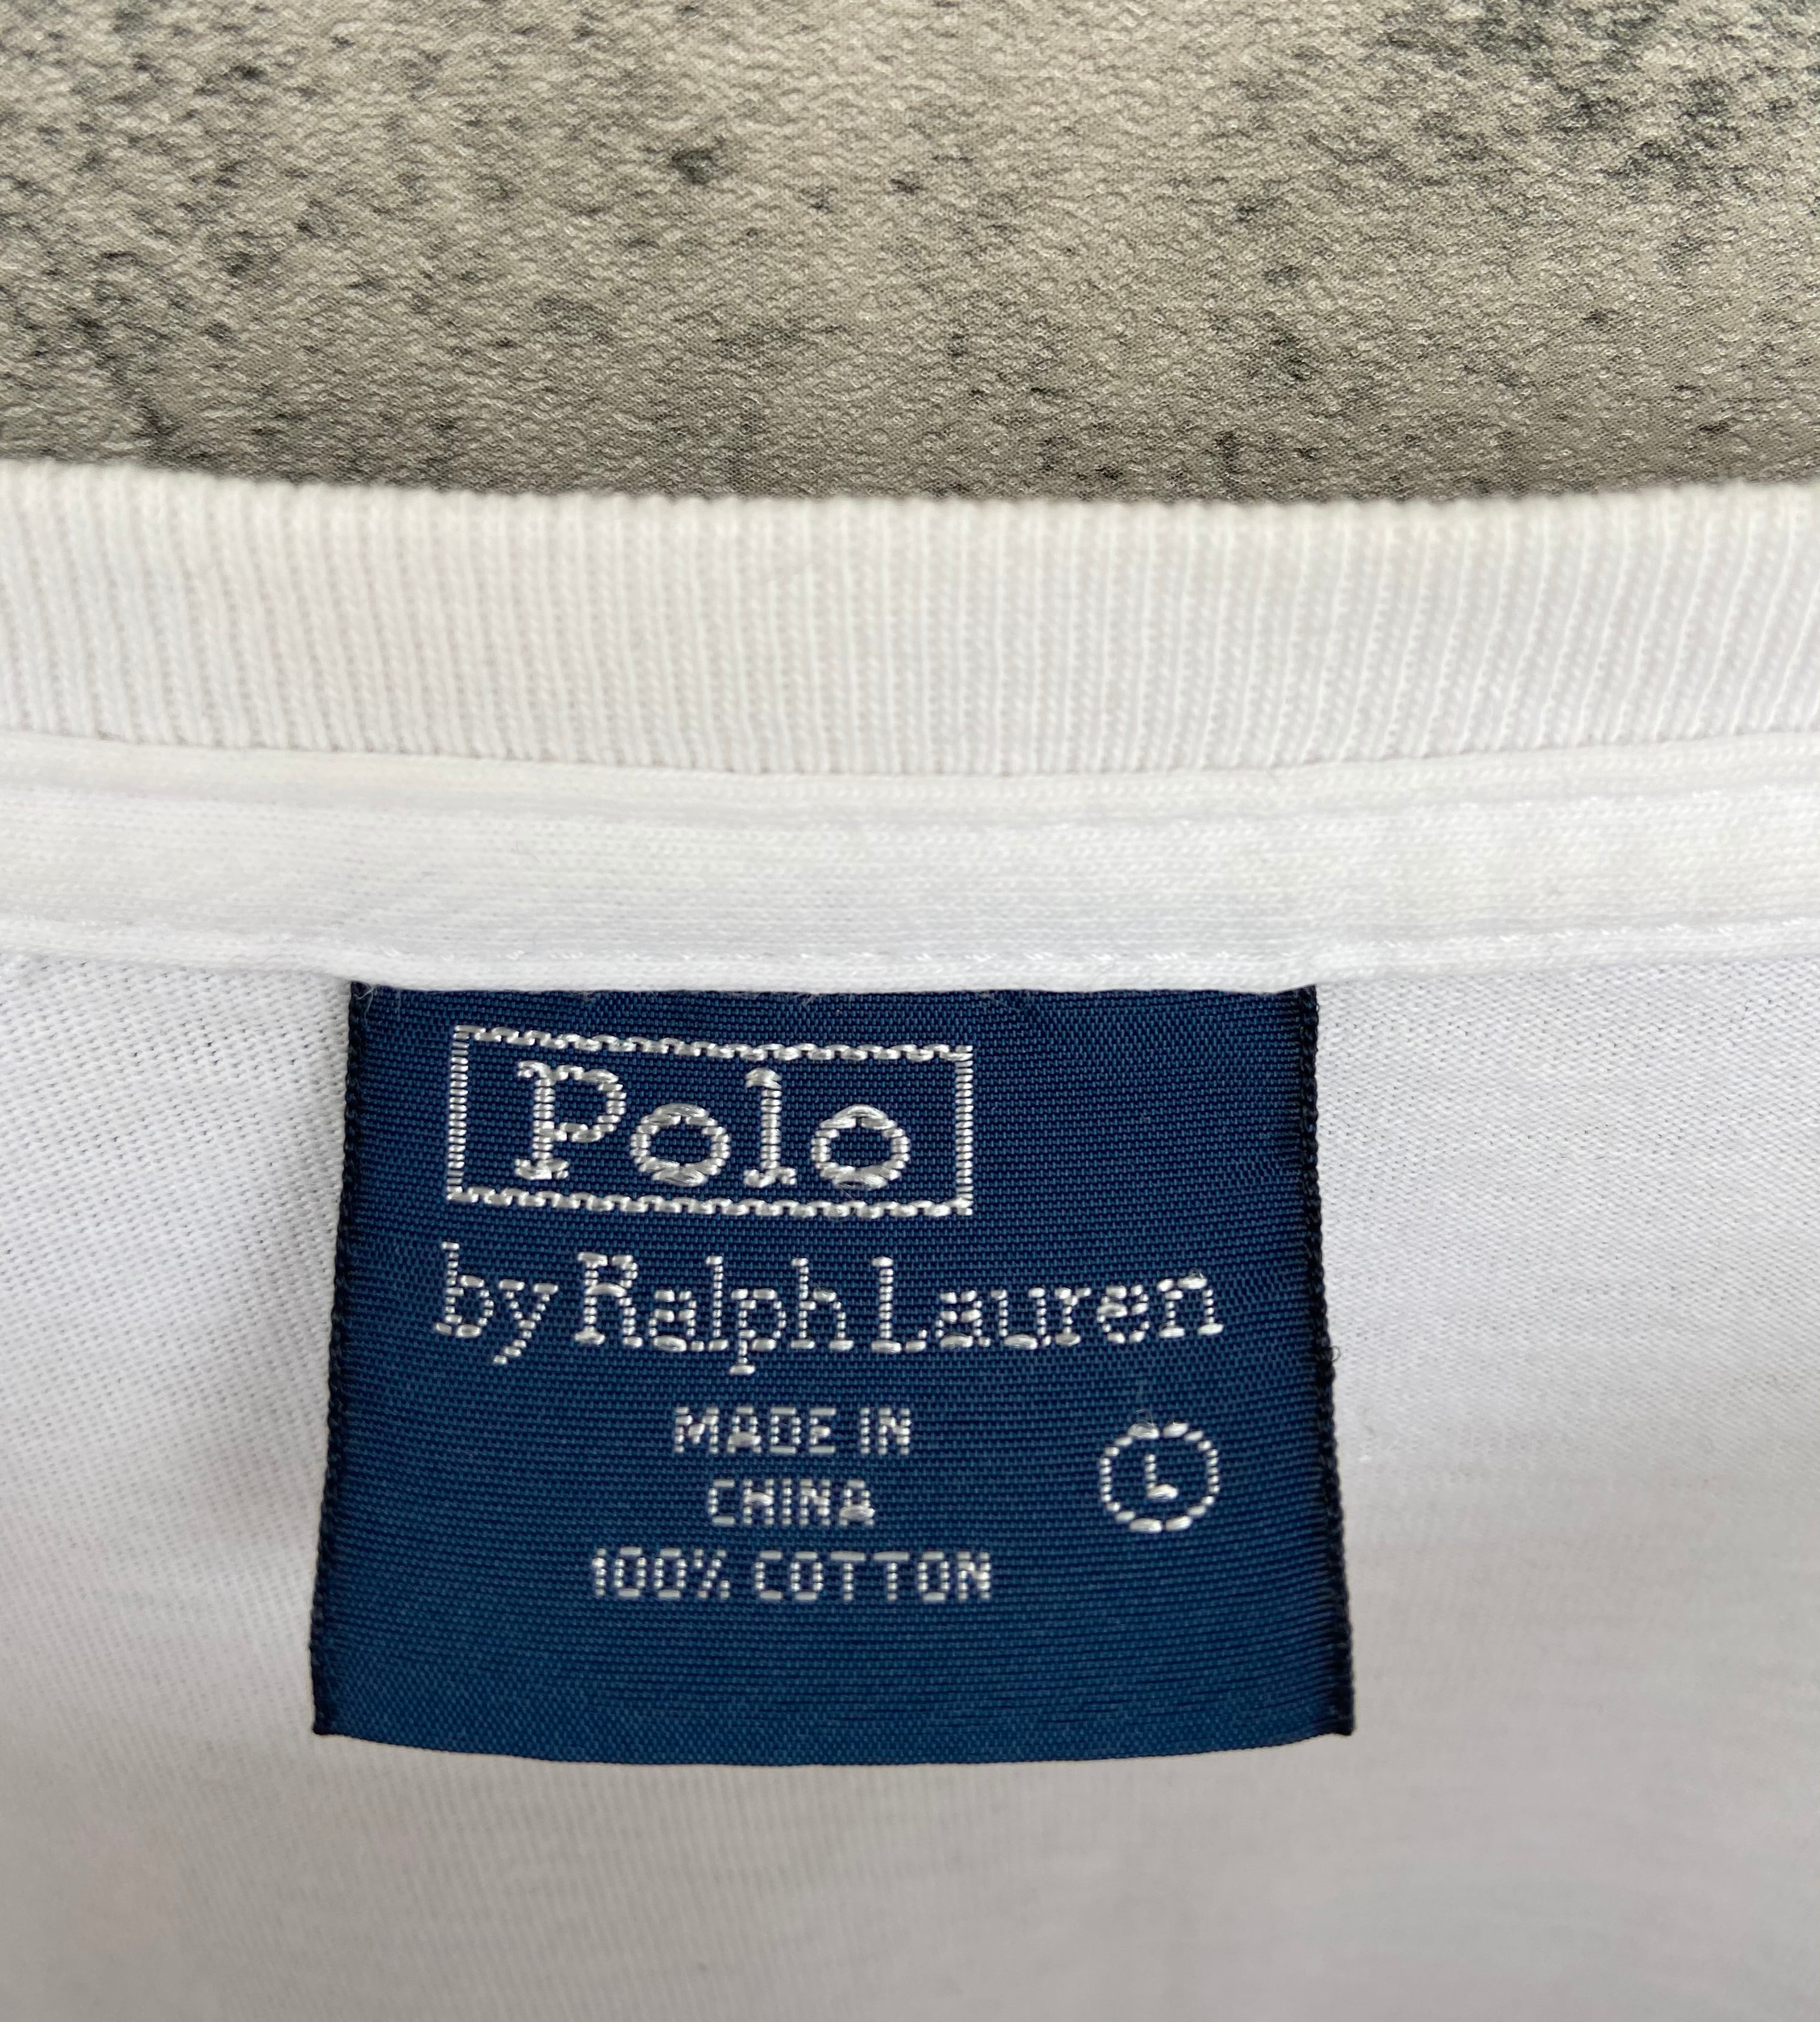 Polo
by Ralph Lauren
MADE IN
CHINA
L
100% COTTON